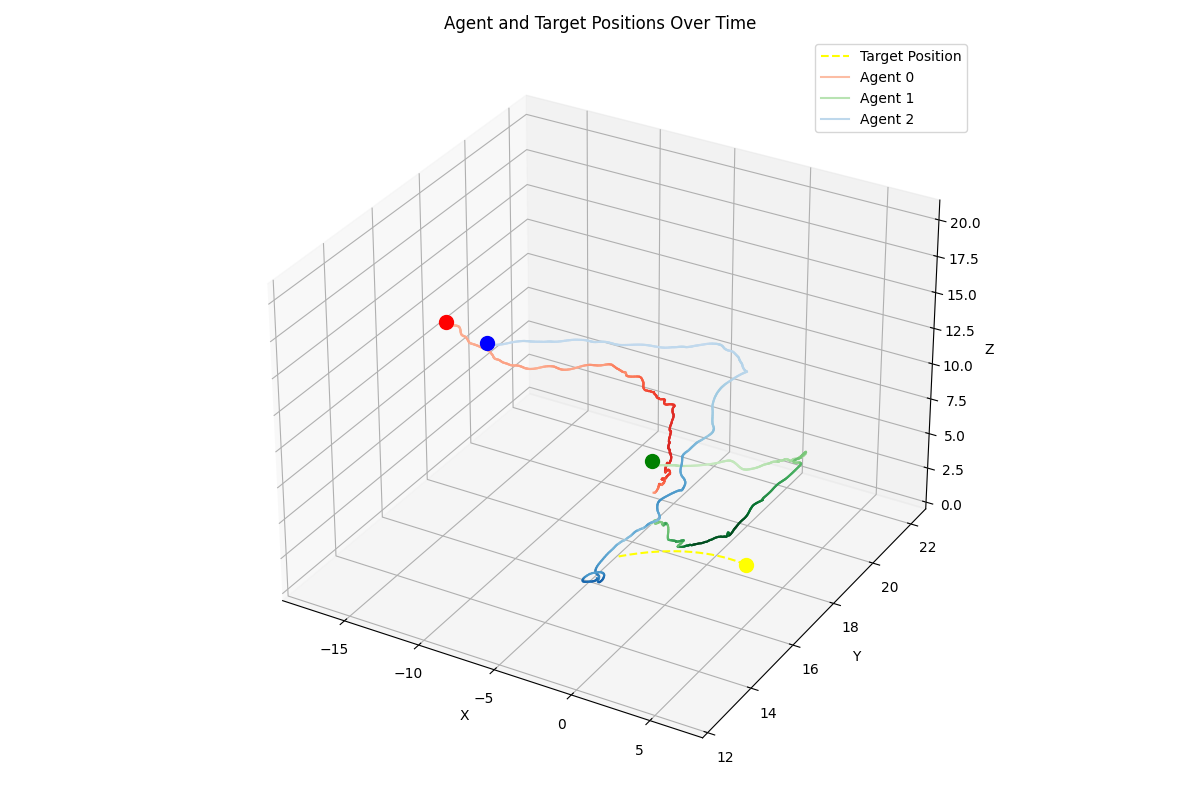 Agent and Target Positions Over Time
Target Position
Agent 0
Agent 1
Agent 2
20.0
17.5
15.0
12.5
10.0
7.5
5.0
2.5
0.0
Z
22
20
18
16
14
12
Y
−15
−10
−5
0
5
X